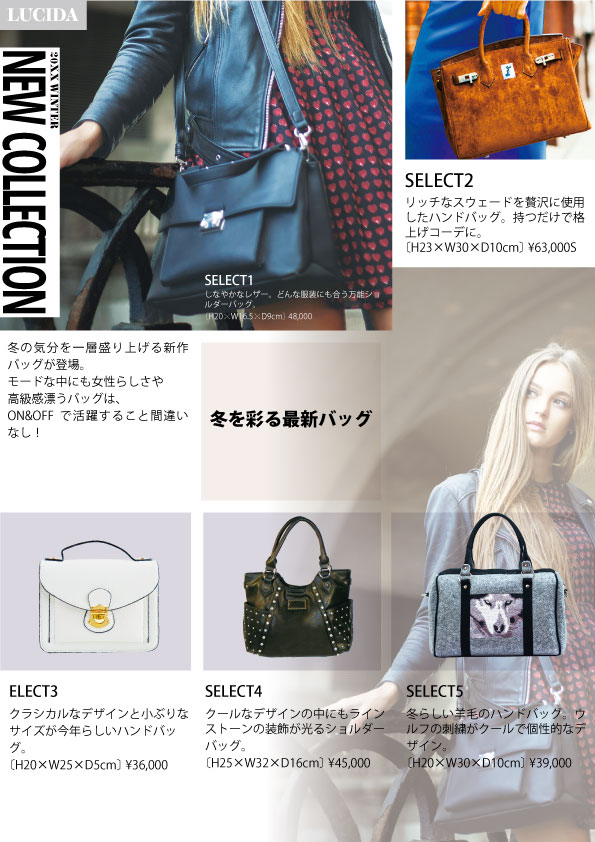 LUCIDA
20XX WINTER
NEW COLLECTION
SELECT1
しなやかなレザー。どんな服装にも合う万能ショ
ルダーバッグ。
〔H20×W16.5×D9cm〕48,000
SELECT2
リッチなスウェードを贅沢に使用
したハンドバッグ。持つだけで格
上げコーデに。
〔H23×W30×D10cm〕¥63,000S
冬の気分を一層盛り上げる新作
バッグが登場。
モードな中にも女性らしさや
高級感漂うバッグは、
ON&OFF で活躍すること間違い
なし！
冬を彩る最新バッグ
ELECT3
クラシカルなデザインと小ぶりな
サイズが今年らしいハンドバッ
グ。
〔H20×W25×D5cm〕¥36,000
SELECT4
クールなデザインの中にもライン
ストーンの装飾が光るショルダー
バッグ。
〔H25×W32×D16cm〕¥45,000
SELECT5
冬らしい羊毛のハンドバッグ。ウ
ルフの刺繍がクールで個性的なデ
ザイン。
〔H20×W30×D10cm〕¥39,000